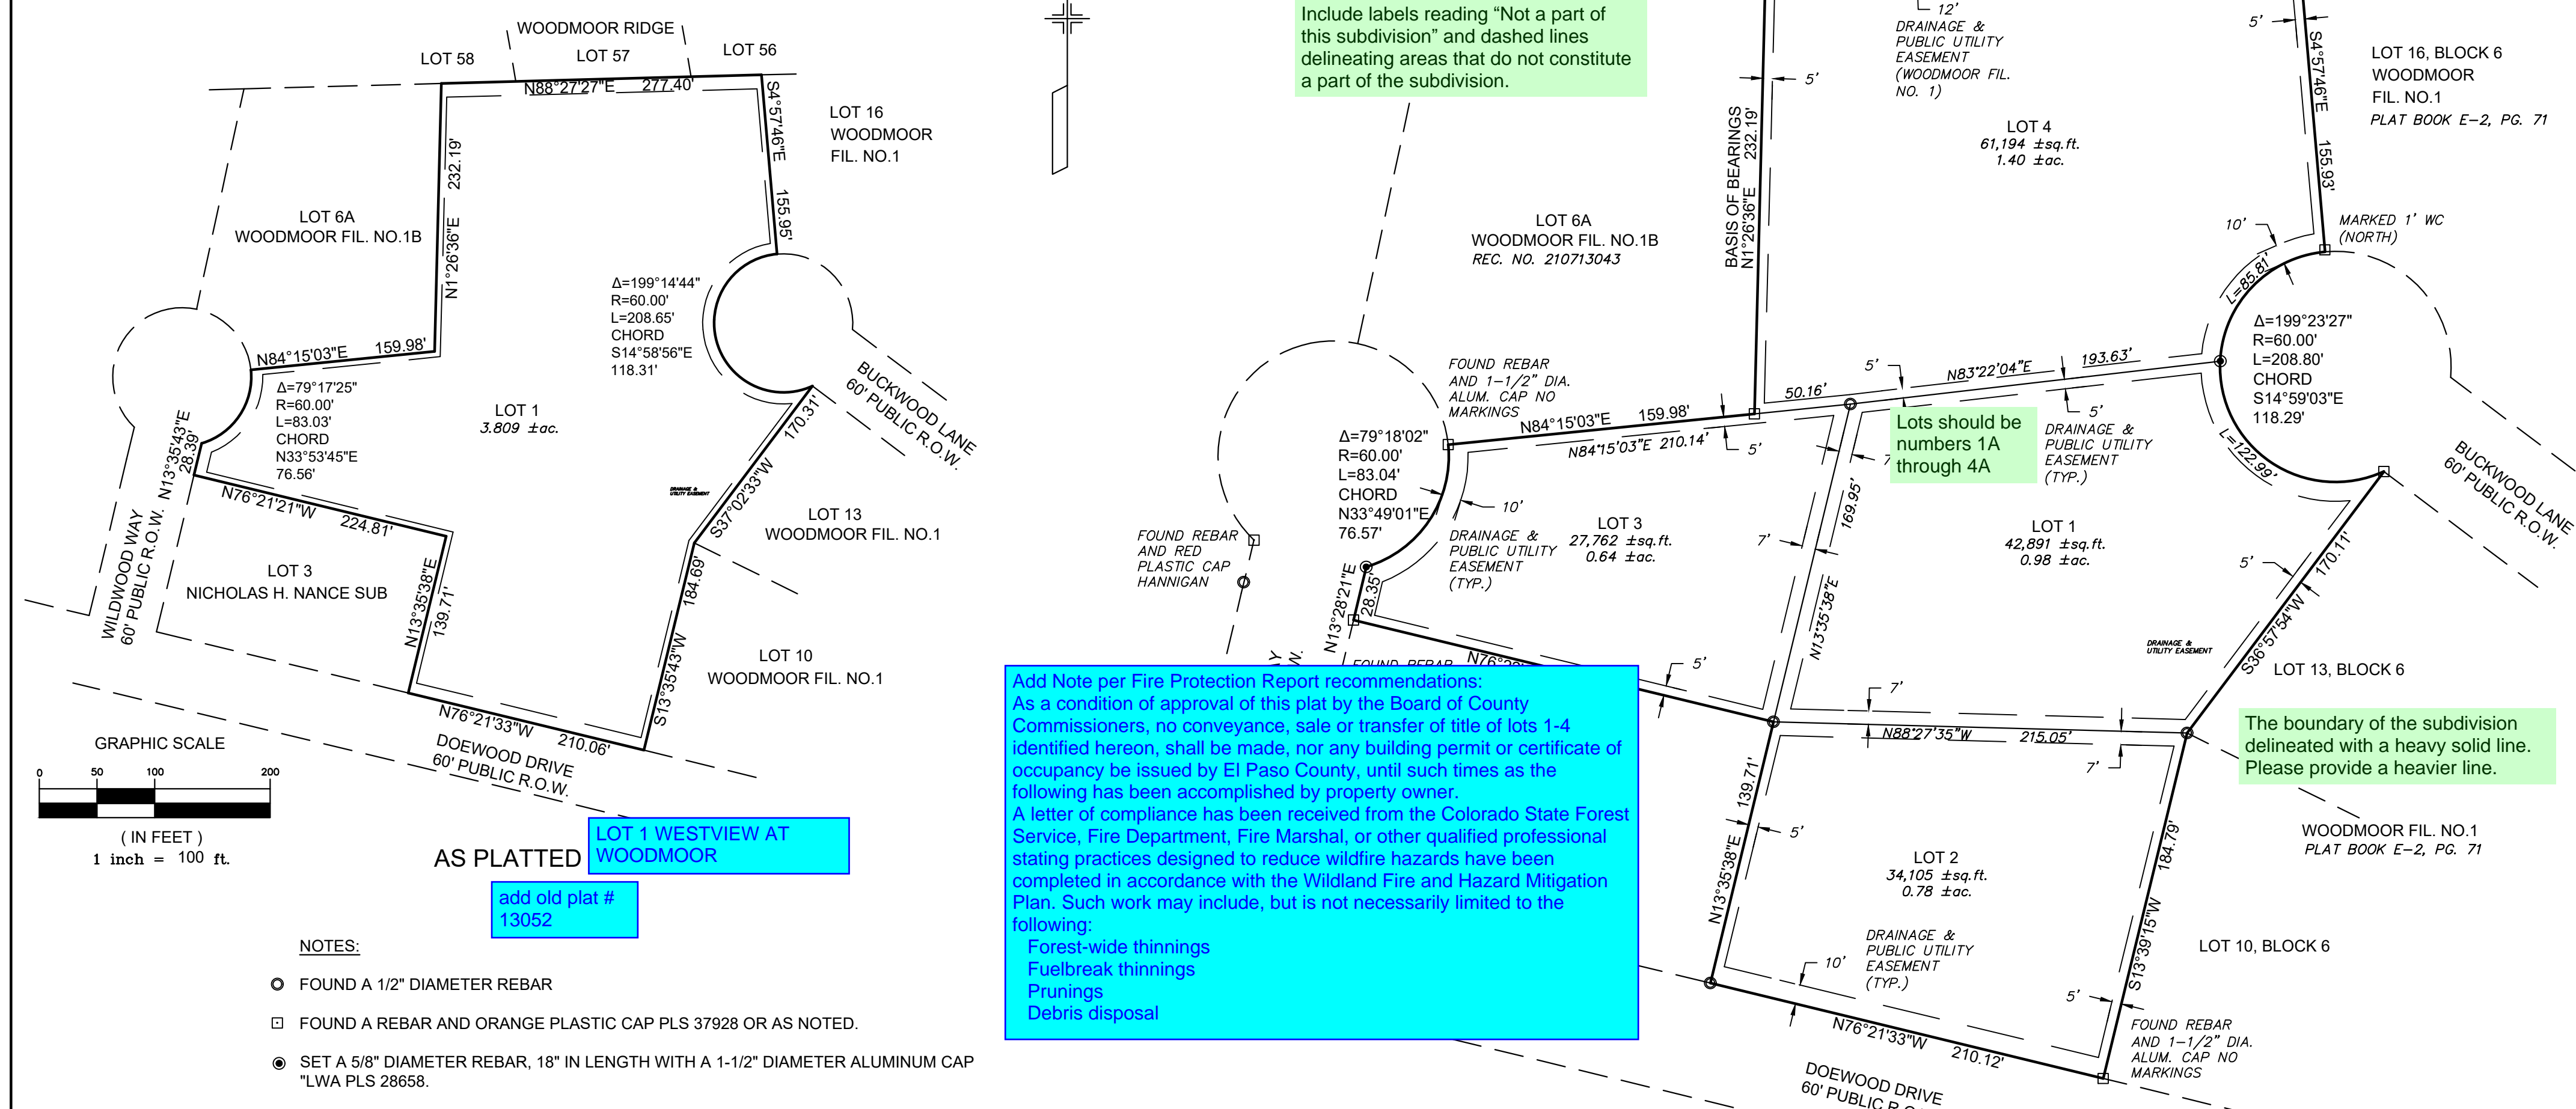 WOODMOOR RIDGE
LOT 58
LOT 57
LOT 56
N88°27'27"E 277.40'
S4°57'46"E
155.95'
LOT 16
WOODMOOR
FIL. NO.1
232.19'
N1°26'36"E
LOT 6A
WOODMOOR FIL. NO.1B
Δ=199°14'44"
R=60.00'
L=208.65'
CHORD
S14°58'56"E
118.31'
N84°15'03"E 159.98'
Δ=79°17'25"
R=60.00'
L=83.03'
CHORD
N33°53'45"E
76.56'
LOT 1
3.809 ±ac.
BUCKWOOD LANE
60' PUBLIC R.O.W.
170.31'
S37°02'33"W
DRAINAGE &
UTILITY EASEMENT
N13°35'43"E
28.39'
WILDWOOD WAY
60' PUBLIC R.O.W.
N76°21'21"W 224.81'
LOT 13
WOODMOOR FIL. NO.1
LOT 3
NICHOLAS H. NANCE SUB
N13°35'38"E
139.71'
184.69'
S13°35'43"W
LOT 10
WOODMOOR FIL. NO.1
N76°21'33"W 210.06'
DOEWOOD DRIVE
60' PUBLIC R.O.W.
GRAPHIC SCALE
0 50 100 200
( IN FEET )
1 inch = 100 ft.
AS PLATTED
LOT 1 WESTVIEW AT
WOODMOOR
add old plat #
13052
NOTES:
FOUND A 1/2" DIAMETER REBAR
FOUND A REBAR AND ORANGE PLASTIC CAP PLS 37928 OR AS NOTED.
SET A 5/8" DIAMETER REBAR, 18" IN LENGTH WITH A 1-1/2" DIAMETER ALUMINUM CAP
"LWA PLS 28658.
Include labels reading “Not a part of
this subdivision” and dashed lines
delineating areas that do not constitute
a part of the subdivision.
12'
DRAINAGE &
PUBLIC UTILITY
EASEMENT
(WOODMOOR FIL.
NO. 1)
5'
5'
S4°57'46"E
155.93'
LOT 16, BLOCK 6
WOODMOOR
FIL. NO.1
PLAT BOOK E-2, PG. 71
BASIS OF BEARINGS
N1°26'36"E 232.19'
LOT 4
61,194 ±sq.ft.
1.40 ±ac.
LOT 6A
WOODMOOR FIL. NO.1B
REC. NO. 210713043
10'
MARKED 1' WC
(NORTH)
L=85.81'
Δ=199°23'27"
R=60.00'
L=208.80'
CHORD
S14°59'03"E
118.29'
FOUND REBAR
AND 1-1/2" DIA.
ALUM. CAP NO
MARKINGS
N84°15'03"E 159.98'
N84°15'03"E 210.14'
50.16'
5'
N83°22'04"E 193.63'
5'
5'
L=122.99'
Lots should be
numbers 1A
through 4A
DRAINAGE &
PUBLIC UTILITY
EASEMENT
(TYP.)
BUCKWOOD LANE
60' PUBLIC R.O.W.
Δ=79°18'02"
R=60.00'
L=83.04'
CHORD
N33°49'01"E
76.57'
10'
DRAINAGE &
PUBLIC UTILITY
EASEMENT
(TYP.)
LOT 3
27,762 ±sq.ft.
0.64 ±ac.
7'
169.95'
N13°35'38"E
LOT 1
42,891 ±sq.ft.
0.98 ±ac.
5'
170.11'
S36°57'54"W
FOUND REBAR
AND RED
PLASTIC CAP
HANNIGAN
N13°28'21"E
28.35'
DRAINAGE &
UTILITY EASEMENT
LOT 13, BLOCK 6
FOUND REBAR
5'
7'
N88°27'35"W 215.05'
7'
The boundary of the subdivision
delineated with a heavy solid line.
Please provide a heavier line.
Add Note per Fire Protection Report recommendations:
As a condition of approval of this plat by the Board of County
Commissioners, no conveyance, sale or transfer of title of lots 1-4
identified hereon, shall be made, nor any building permit or certificate of
occupancy be issued by El Paso County, until such times as the
following has been accomplished by property owner.
A letter of compliance has been received from the Colorado State Forest
Service, Fire Department, Fire Marshal, or other qualified professional
stating practices designed to reduce wildfire hazards have been
completed in accordance with the Wildland Fire and Hazard Mitigation
Plan. Such work may include, but is not necessarily limited to the
following:
Forest-wide thinnings
Fuelbreak thinnings
Prunings
Debris disposal
139.71'
N13°35'38"E
5'
LOT 2
34,105 ±sq.ft.
0.78 ±ac.
184.79'
S13°39'15"W
WOODMOOR FIL. NO.1
PLAT BOOK E-2, PG. 71
LOT 10, BLOCK 6
10'
DRAINAGE &
PUBLIC UTILITY
EASEMENT
(TYP.)
5'
N76°21'33"W 210.12'
FOUND REBAR
AND 1-1/2" DIA.
ALUM. CAP NO
MARKINGS
DOEWOOD DRIVE
60' PUBLIC